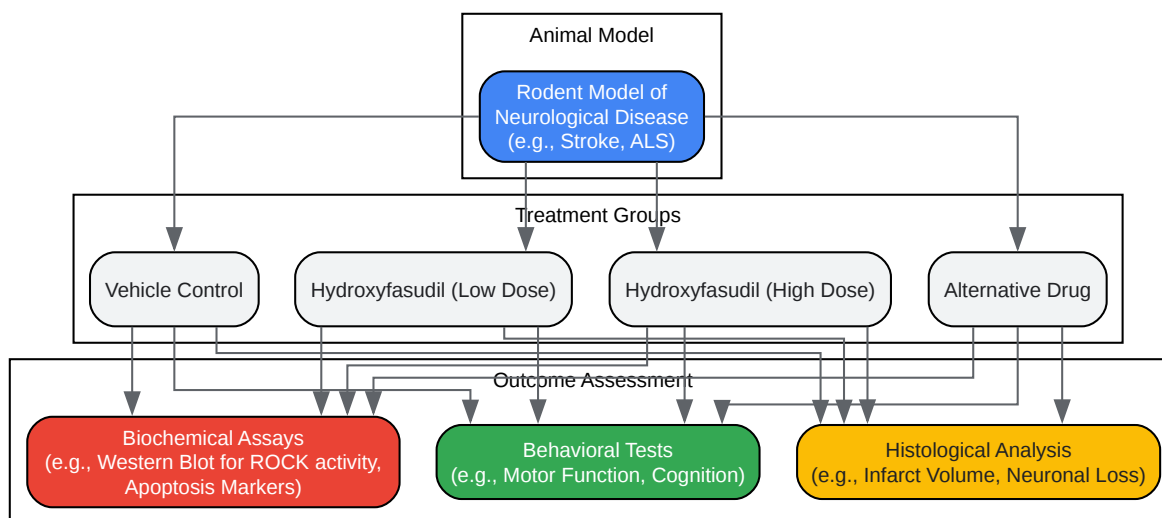 Animal Model
Rodent Model of
Neurological Disease
(e.g., Stroke, ALS)
Treatment Groups
Vehicle Control
Hydroxyfasudil (Low Dose)
Hydroxyfasudil (High Dose)
Alternative Drug
Outcome Assessment
Biochemical Assays
(e.g., Western Blot for ROCK activity,
Apoptosis Markers)
Behavioral Tests
(e.g., Motor Function, Cognition)
Histological Analysis
(e.g., Infarct Volume, Neuronal Loss)